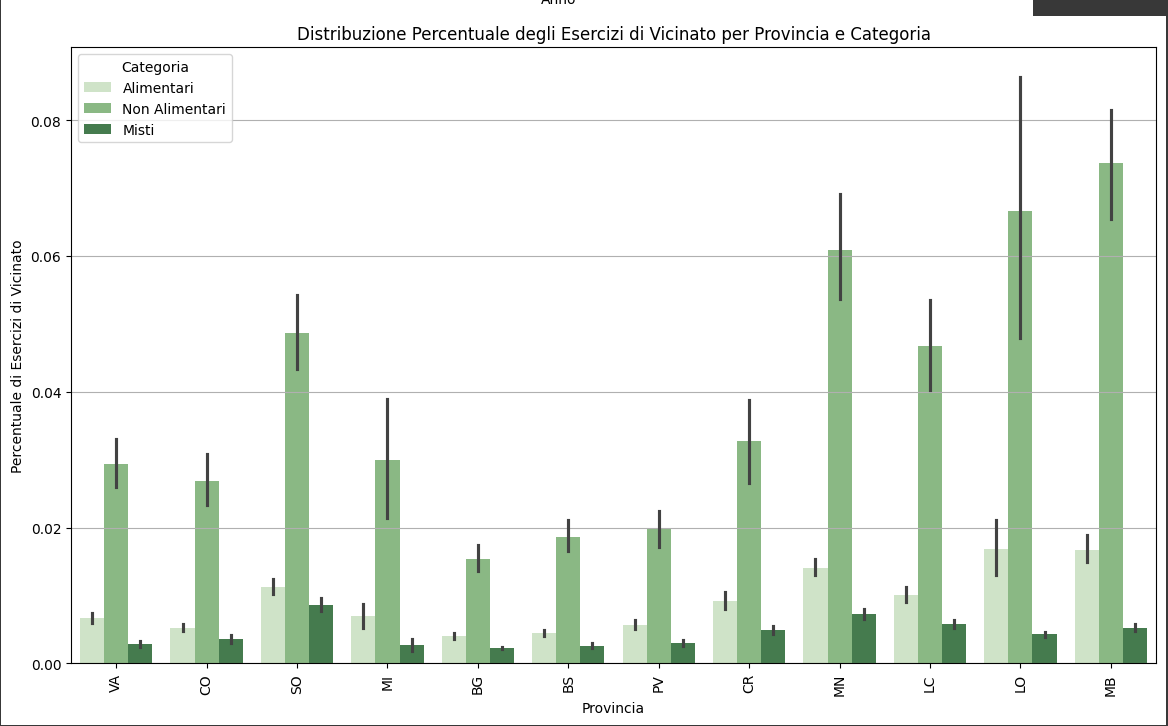 Anno
Distribuzione Percentuale degli Esercizi di Vicinato per Provincia e Categoria
Categoria
Alimentari
Non Alimentari
Misti
Percentuale di Esercizi di Vicinato
0.08
0.06
0.04
0.02
0.00
VA CO SO MI BG BS PV CR MN LC LO MB
Provincia